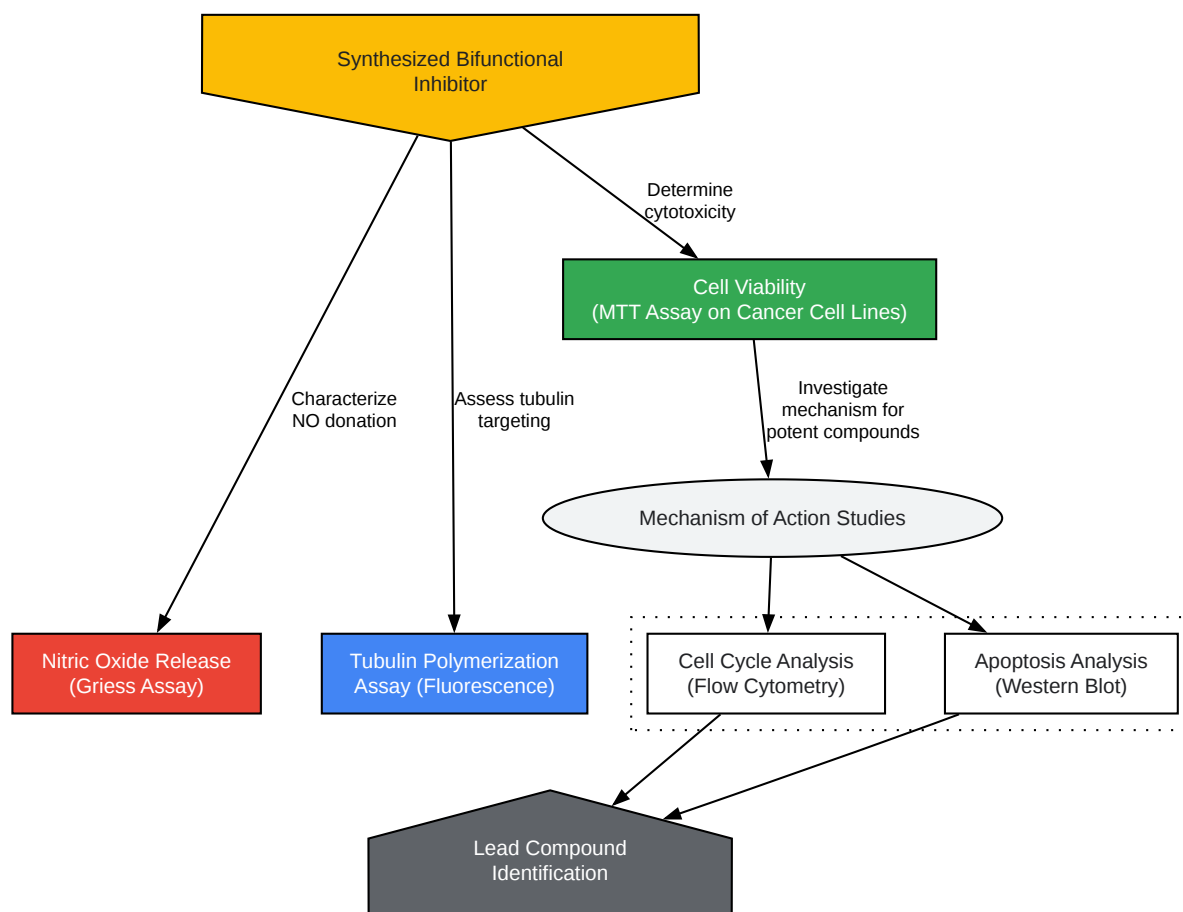 Synthesized Bifunctional
Inhibitor
Determine
cytotoxicity
Cell Viability
(MTT Assay on Cancer Cell Lines)
Characterize
NO donation
Assess tubulin
targeting
Investigate
mechanism for
potent compounds
Mechanism of Action Studies
Nitric Oxide Release
(Griess Assay)
Tubulin Polymerization
Assay (Fluorescence)
Cell Cycle Analysis
(Flow Cytometry)
Apoptosis Analysis
(Western Blot)
Lead Compound
Identification